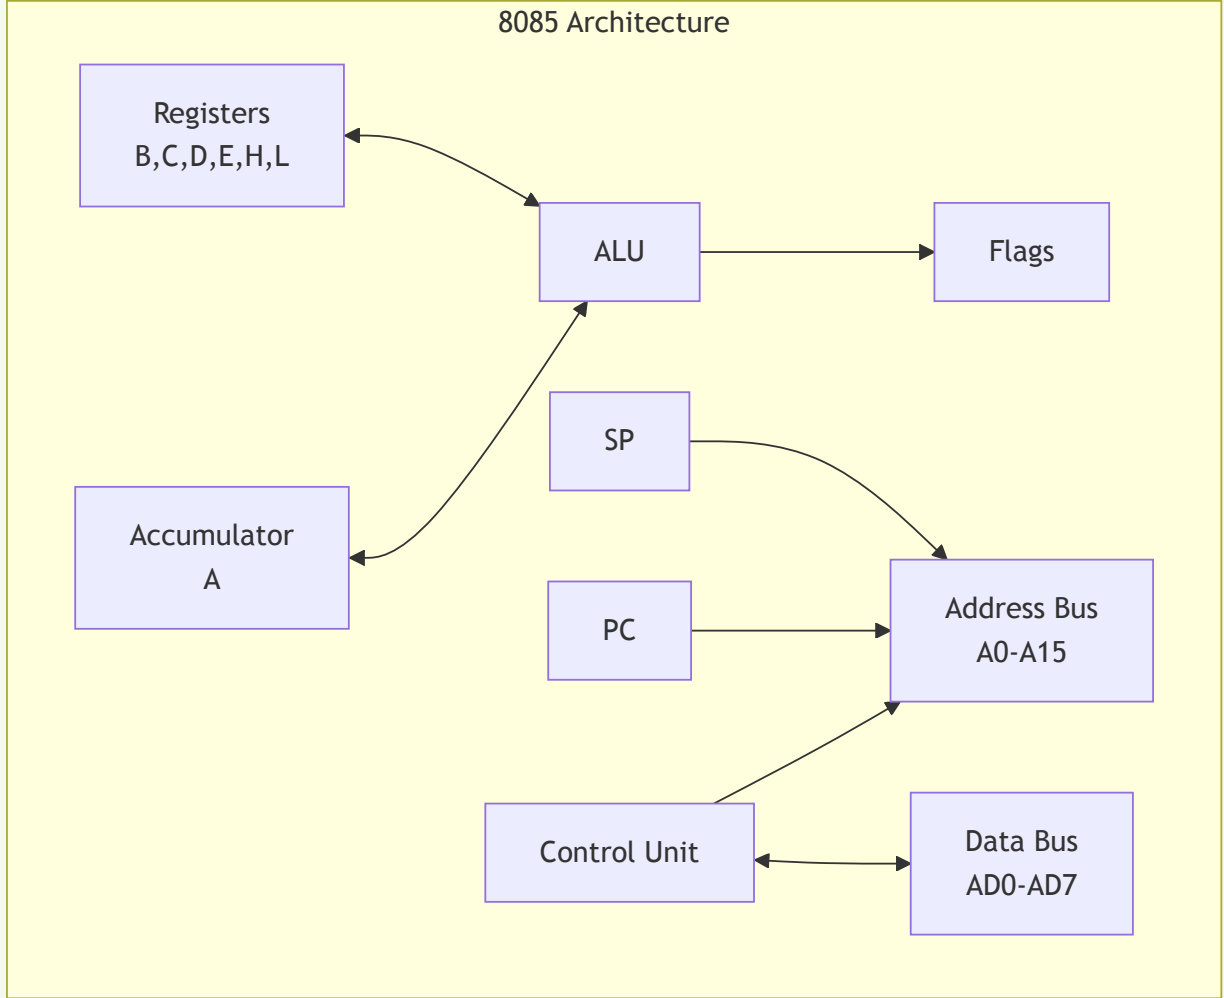 8085 Architecture
Registers
B,C,D,E,H,L
ALU
Flags
SP
Accumulator
A
PC
Address Bus
A0-A15
Control Unit
Data Bus
AD0-AD7